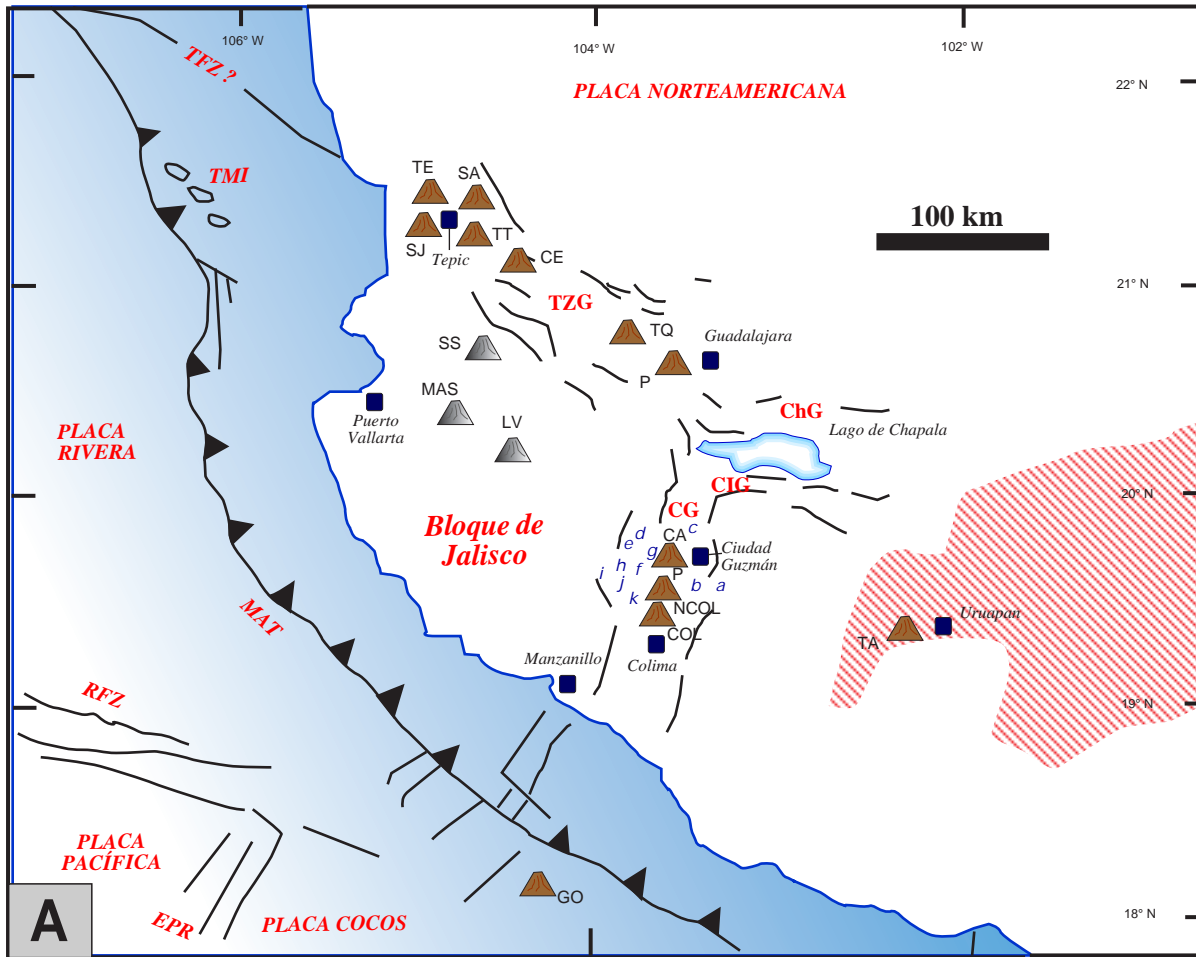 106° W
104° W
102° W
TFZ ?
PLACA NORTEAMERICANA
22° N
TMI
TE
SA
100 km
SJ
Tepic
TT
CE
21° N
TZG
SS
TQ
Guadalajara
P
MAS
Puerto
Vallarta
LV
ChG
Lago de Chapala
PLACA
RIVERA
CIG
20° N
CG
Bloque de
Jalisco
c
d
CA
e
g
Ciudad
Guzmán
h
f
i
j
P
b
a
k
NCOL
MAT
COL
Uruapan
TA
Manzanillo
Colima
RFZ
19° N
PLACA
PACÍFICA
GO
EPR
PLACA COCOS
18° N
A